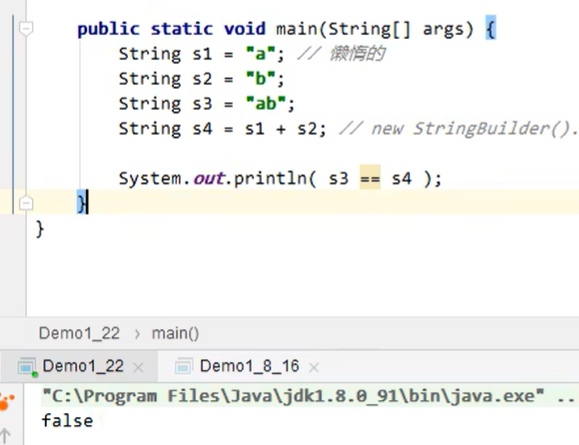 public static void main(String[] args) {
String s1 = "a"; // 懒惰的
String s2 = "b";
String s3 = "ab";
String s4 = s1 + s2; // new StringBuilder().
System.out.println( s3 == s4 );
}
}
Demo1_22 › main()
Demo1_22 × Demo1_8_16 ×
"C:\Program Files\Java\jdk1.8.0_91\bin\java.exe" ..
false